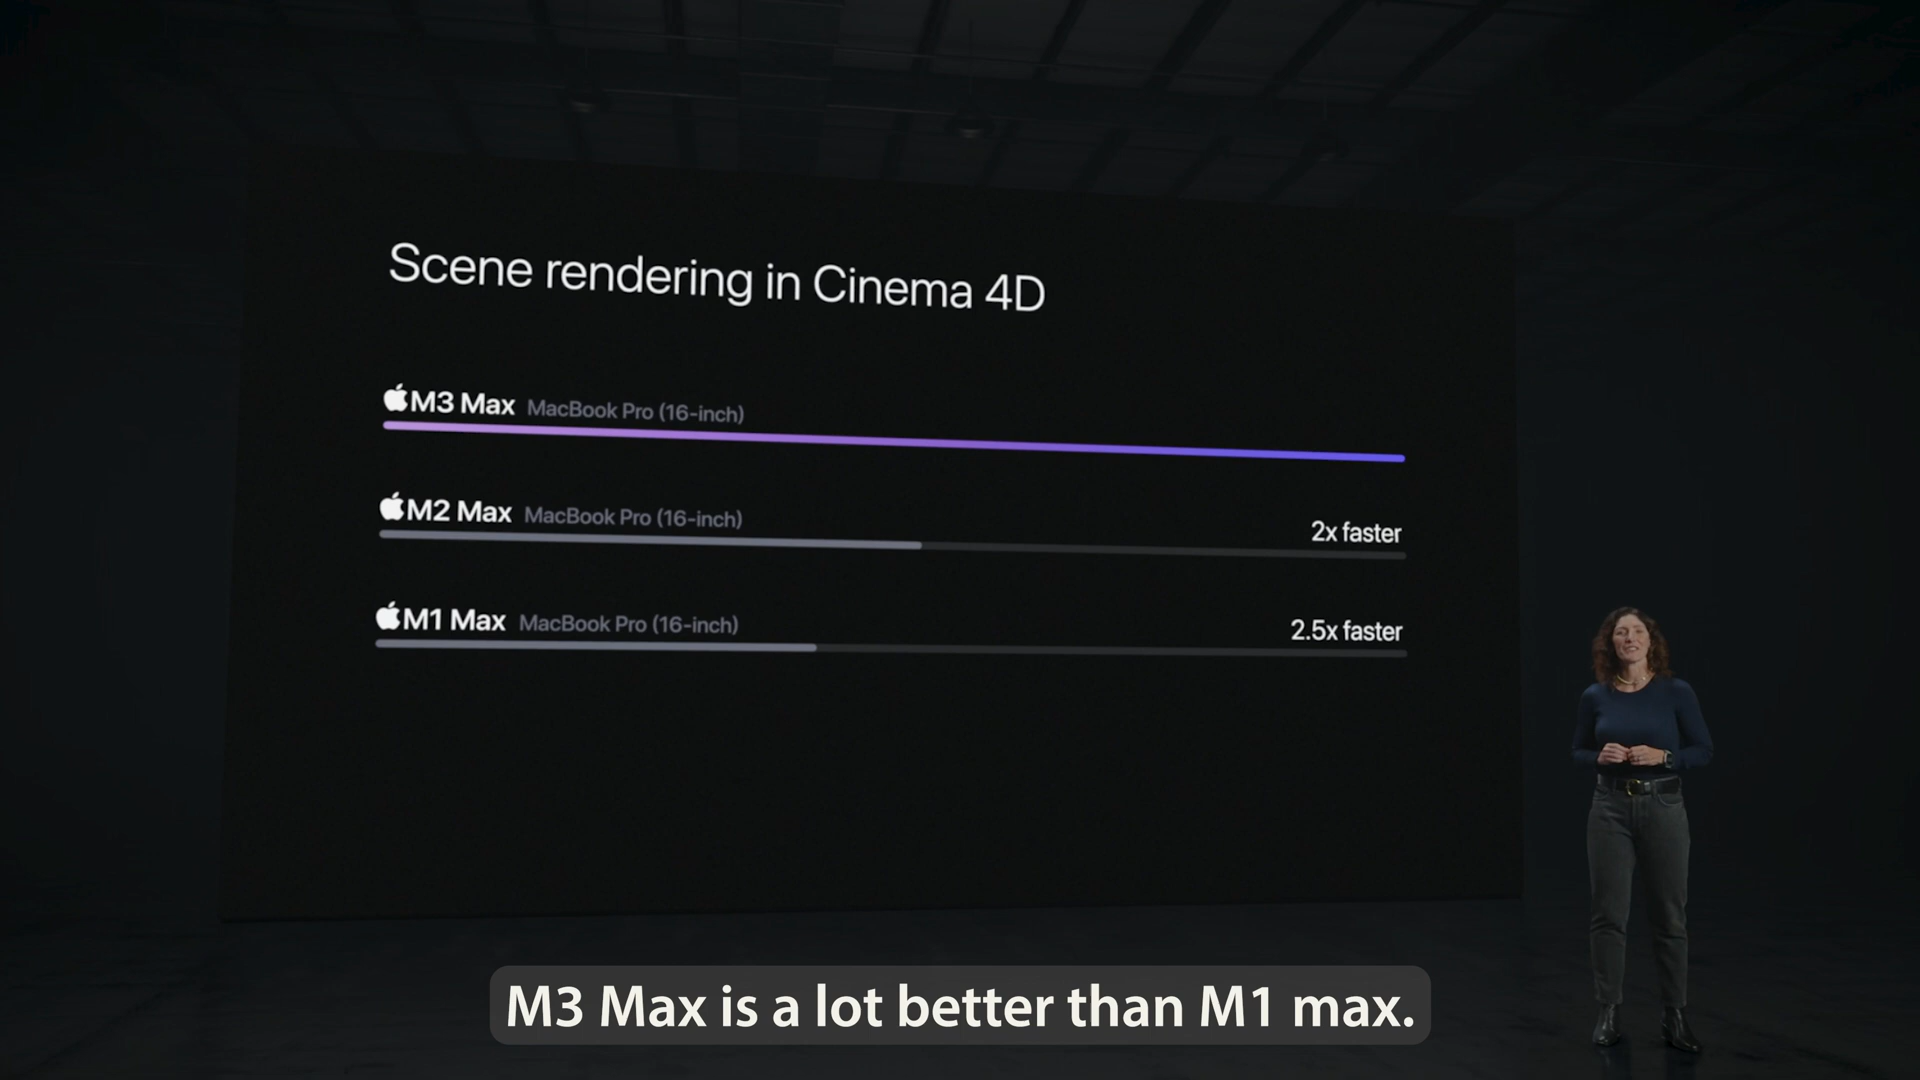 Scene rendering in Cinema 4D
M3 Max MacBook Pro (16-inch)
M2 Max MacBook Pro (16-inch)
2x faster
M1 Max MacBook Pro (16-inch)
2.5x faster
M3 Max is a lot better than M1 max.